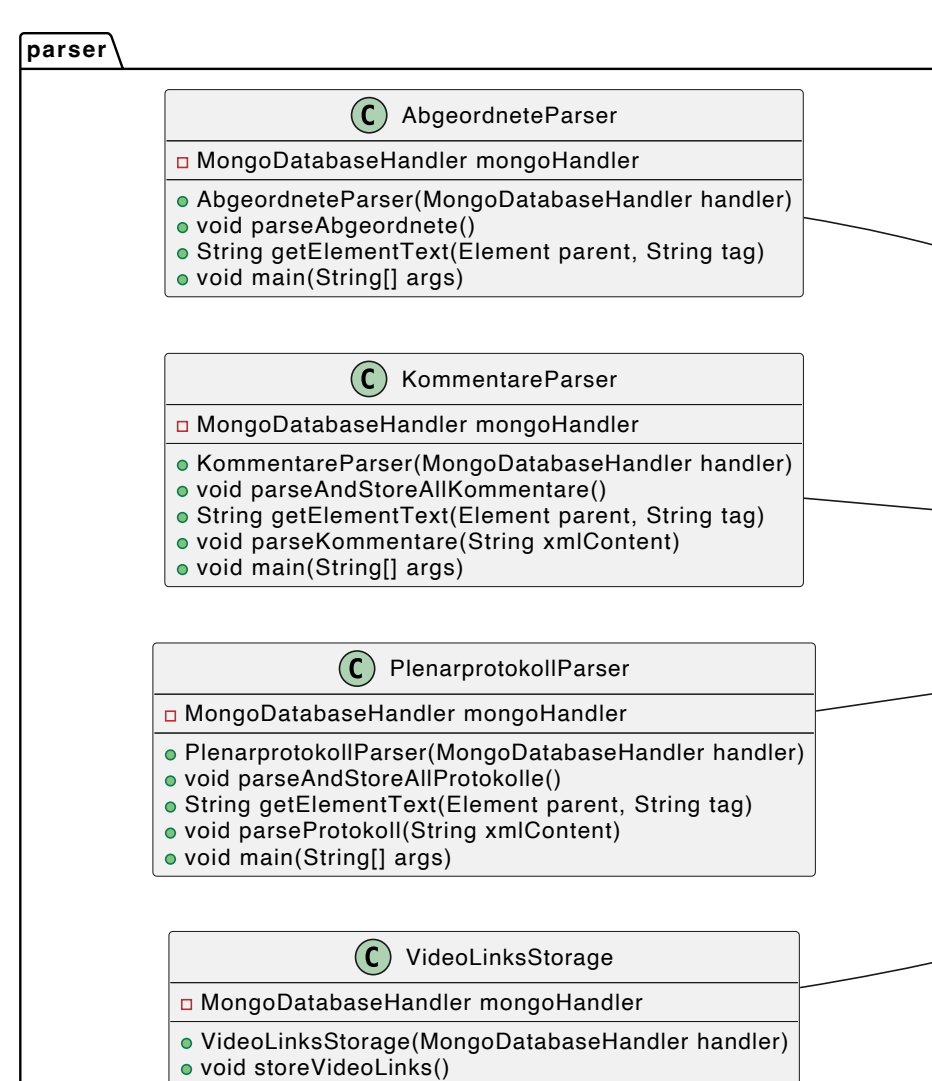 parser
C AbgeordneteParser
MongoDatabaseHandler mongoHandler
AbgeordneteParser(MongoDatabaseHandler handler)
void parseAbgeordnete()
String getElementText(Element parent, String tag)
void main(String[] args)
C KommentareParser
MongoDatabaseHandler mongoHandler
KommentareParser(MongoDatabaseHandler handler)
void parseAndStoreAllKommentare()
String getElementText(Element parent, String tag)
void parseKommentare(String xmlContent)
void main(String[] args)
C PlenarprotokollParser
MongoDatabaseHandler mongoHandler
PlenarprotokollParser(MongoDatabaseHandler handler)
void parseAndStoreAllProtokolle()
String getElementText(Element parent, String tag)
void parseProtokoll(String xmlContent)
void main(String[] args)
C VideoLinksStorage
MongoDatabaseHandler mongoHandler
VideoLinksStorage(MongoDatabaseHandler handler)
void storeVideoLinks()